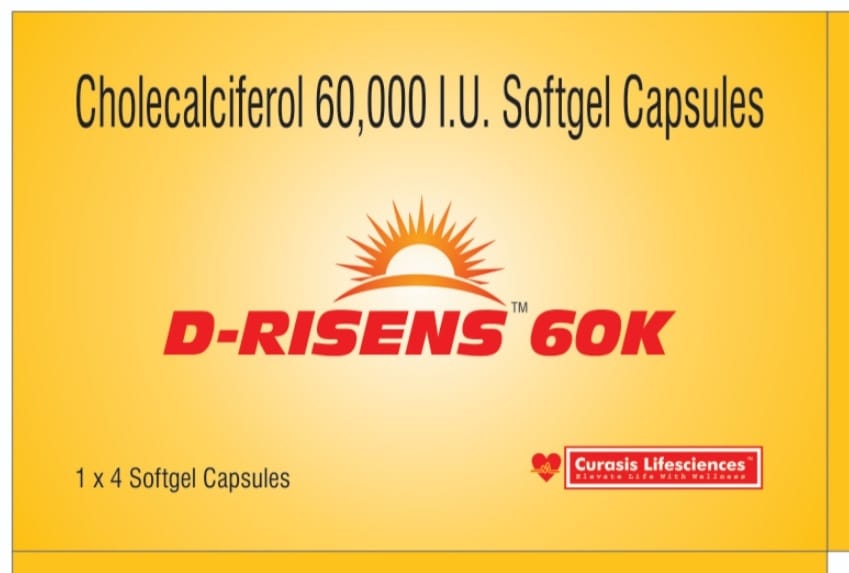 Cholecalciferol 60,000 I.U. Softgel Capsules
D-RISENS™ 60K
1 x 4 Softgel Capsules
Curasis Lifesciences™
Elevate Life With Wellness